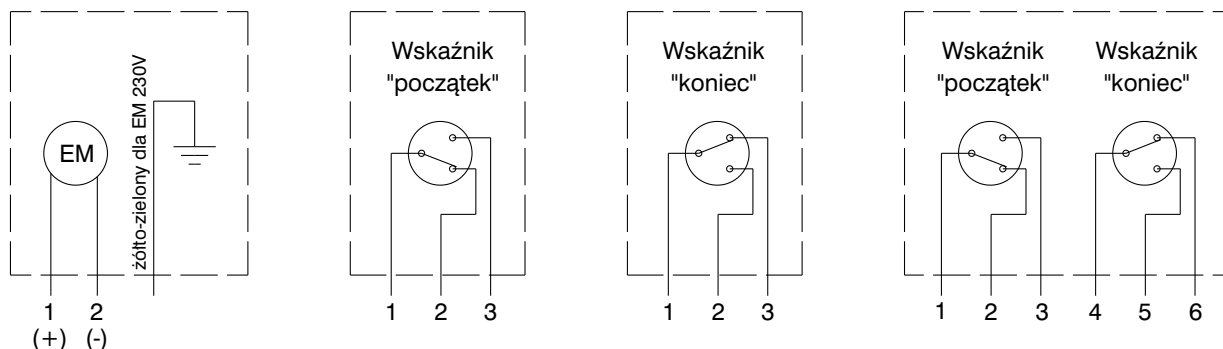 EM
żółto-zielony dla EM 230V
1 2
(+) (-)
Wskaźnik
"początek"
1 2 3
Wskaźnik
"koniec"
1 2 3
Wskaźnik
"początek"
1 2 3
Wskaźnik
"koniec"
4 5 6